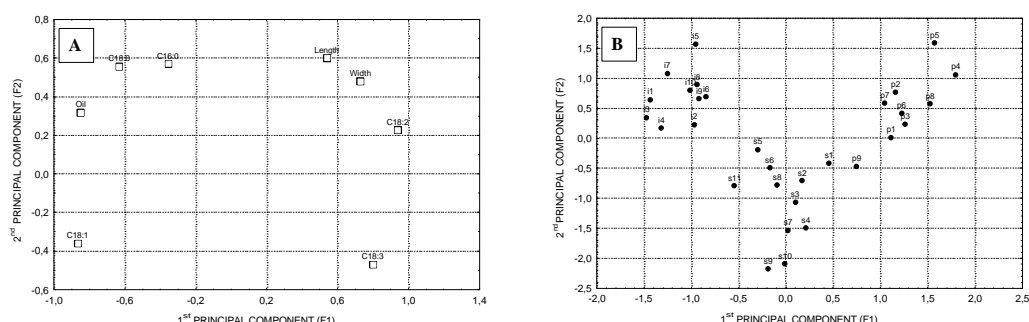 A
0,8
0,6
0,4
0,2
0,0
0,2
0,4
0,6
-1,0
-0,6
-0,2
0,2
0,6
1,0
1,4
2nd PRINCIPAL COMPONENT (F2)
1st PRINCIPAL COMPONENT (F1)
C18:0
C16:0
Length
Width
Oil
C18:2
C18:1
C18:3
B
2,0
1,5
1,0
0,5
0,0
-0,5
-1,0
-1,5
-2,0
-2,5
-2,0
-1,5
-1,0
-0,5
0,0
0,5
1,0
1,5
2,0
2,5
2nd PRINCIPAL COMPONENT (F2)
1st PRINCIPAL COMPONENT (F1)
i5
p5
i7
p4
i8
i10
p2
i1
i9
i6
p7
p8
i3
p6
i4
i2
p3
p1
s5
s1
p9
s6
s11
s8
s2
s3
s7
s4
s9
s10